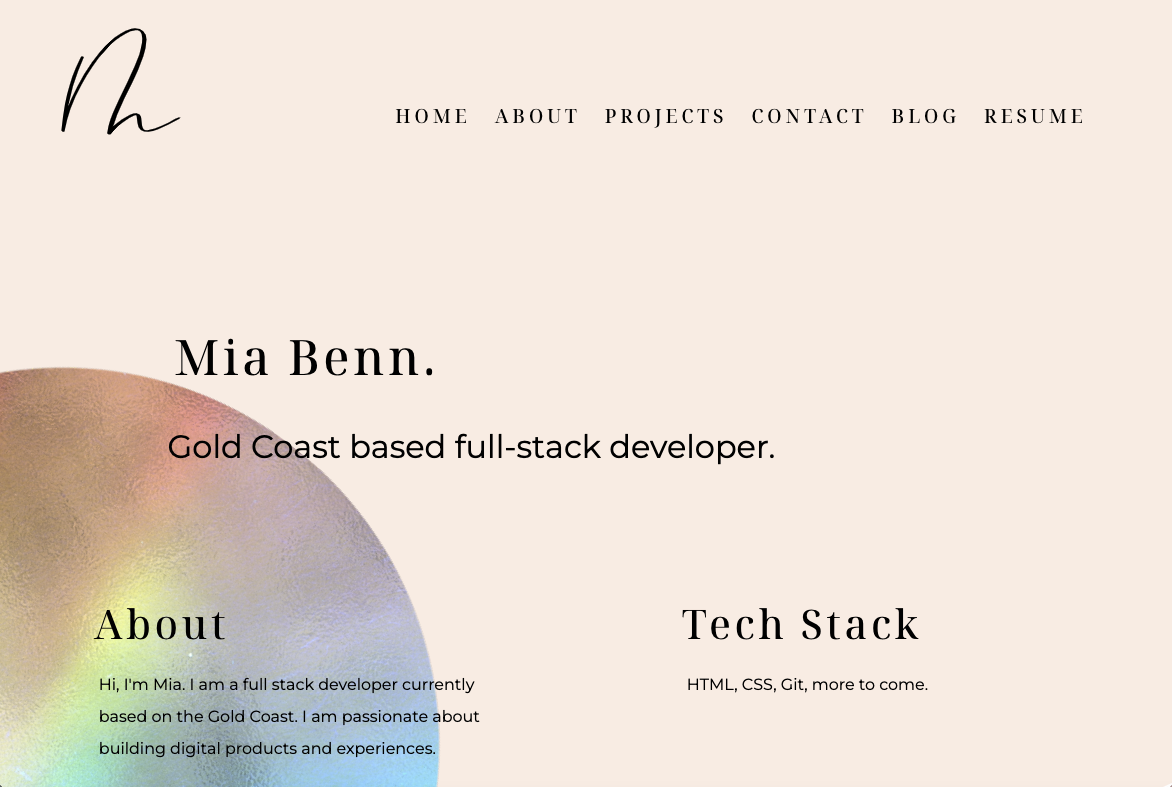 M
HOME ABOUT PROJECTS CONTACT BLOG RESUME
Mia Benn.
Gold Coast based full-stack developer.
About
Hi, I'm Mia. I am a full stack developer currently
based on the Gold Coast. I am passionate about
building digital products and experiences.
Tech Stack
HTML, CSS, Git, more to come.